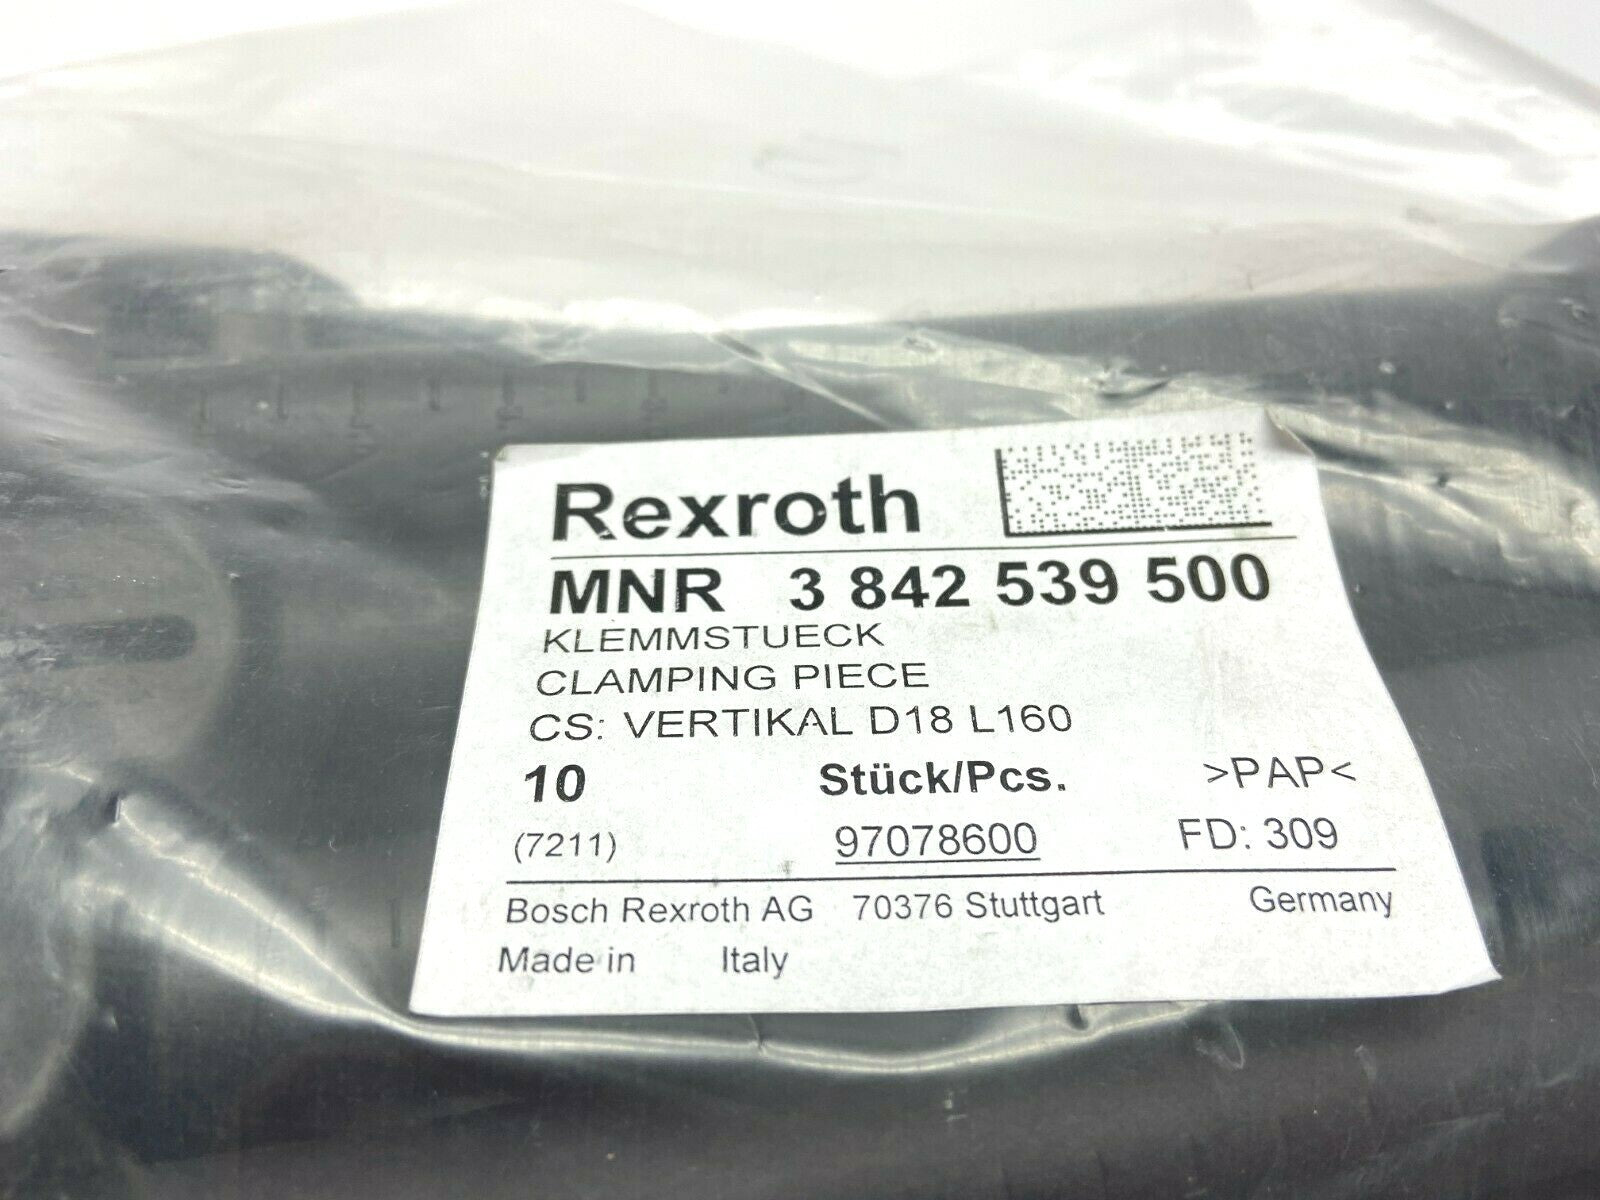 Rexroth
MNR 3 842 539 500
KLEMMSTUECK
CLAMPING PIECE
CS: VERTIKAL D18 L160
10 Stück/Pcs. >PAP<
(7211) 97078600 FD: 309
Bosch Rexroth AG 70376 Stuttgart Germany
Made in Italy